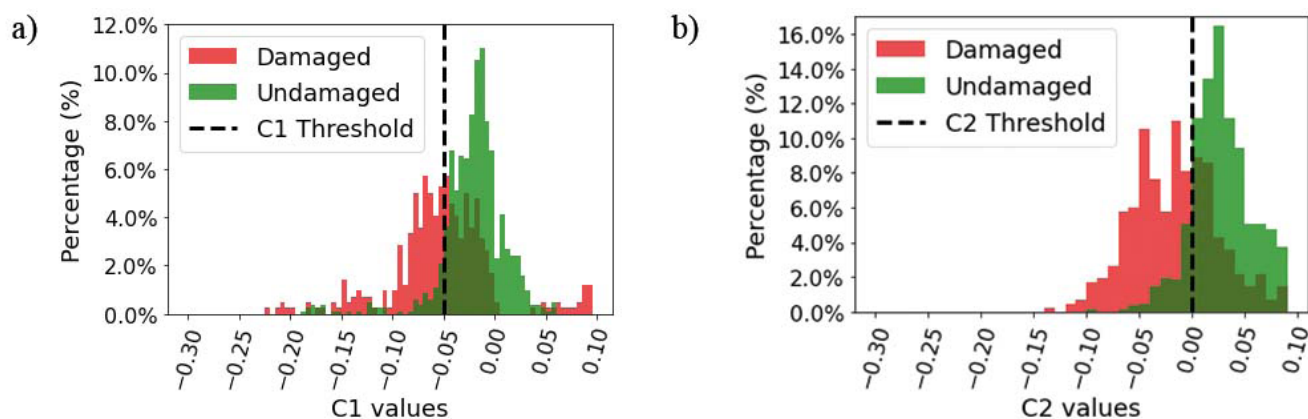 a)
12.0%
10.0%
8.0%
6.0%
4.0%
2.0%
0.0%
Percentage (%)
Damaged
Undamaged
C1 Threshold
−0.30
−0.25
−0.20
−0.15
−0.10
−0.05
0.00
0.05
0.10
C1 values
b)
16.0%
14.0%
12.0%
10.0%
8.0%
6.0%
4.0%
2.0%
0.0%
Percentage (%)
Damaged
Undamaged
C2 Threshold
−0.30
−0.25
−0.20
−0.15
−0.10
−0.05
0.00
0.05
0.10
C2 values